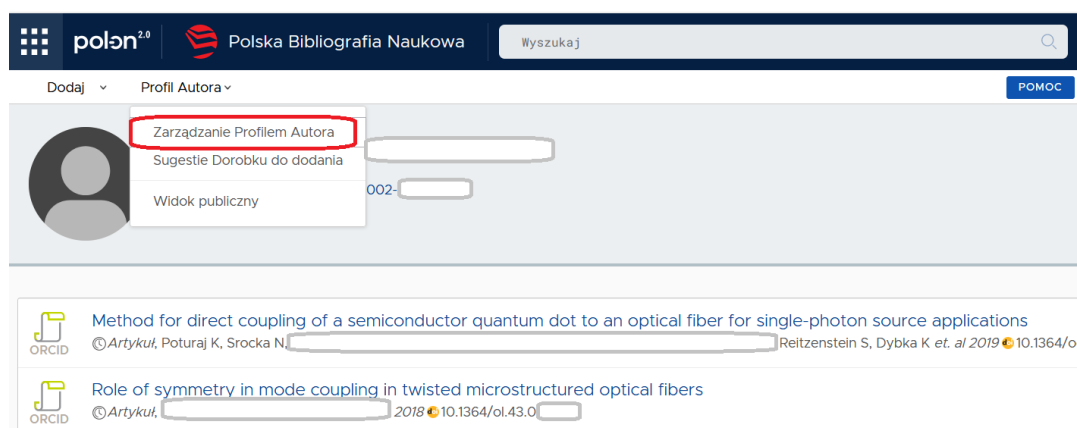 polon2.0 Polska Bibliografia Naukowa Wyszukaj
Dodaj Profil Autora POMOC
Zarządzanie Profilem Autora
Sugestie Dorobku do dodania
002-
Widok publiczny
Method for direct coupling of a semiconductor quantum dot to an optical fiber for single-photon source applications
ORCID Artykuł, Poturaj K, Srocka N, Reitzenstein S, Dybka K et. al 2019 10.1364/o
Role of symmetry in mode coupling in twisted microstructured optical fibers
ORCID Artykuł, 2018 10.1364/ol.43.0